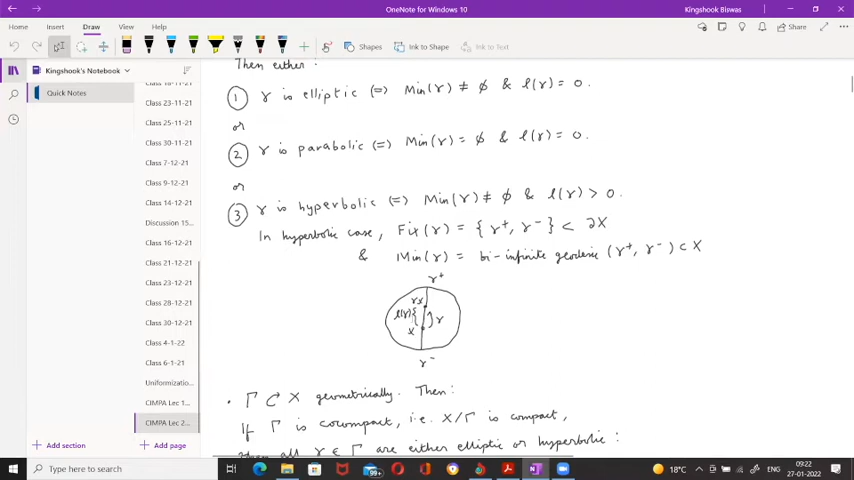 OneNote for Windows 10
Kingshook Biswas
Home
Insert
Draw
View
Help
Share
Shapes
Ink to Shape
Ink to Text
Kingshook's Notebook
Quick Notes
Class 18-11-21
Class 23-11-21
Class 25-11-21
Class 30-11-21
Class 7-12-21
Class 9-12-21
Class 14-12-21
Discussion 15...
Class 16-12-21
Class 21-12-21
Class 23-12-21
Class 28-12-21
Class 30-12-21
Class 4-1-22
Class 6-1-21
Uniformizatio...
CIMPA Lec 1...
CIMPA Lec 2...
Add section
Add page
Then either :
① γ is elliptic (=) Min(γ) ≠ ϕ & l(γ) = 0.
or
② γ is parabolic (=) Min(γ) = ϕ & l(γ) = 0.
or
③ γ is hyperbolic (=) Min(γ) ≠ ϕ & l(γ) > 0.
In hyperbolic case, Fix(γ) = { γ⁺, γ⁻ } ⊂ ∂X
& Min(γ) = bi-infinite geodesic (γ⁺, γ⁻) ⊂ X
γ⁺
γx
l(γ){
γ
x
γ⁻
• Γ ↻ X geometrically. Then :
If Γ is cocompact, i.e. X/Γ is compact,
then all γ ∈ Γ are either elliptic or hyperbolic :
Type here to search
99+
18°C
ENG
09:22
27-01-2022